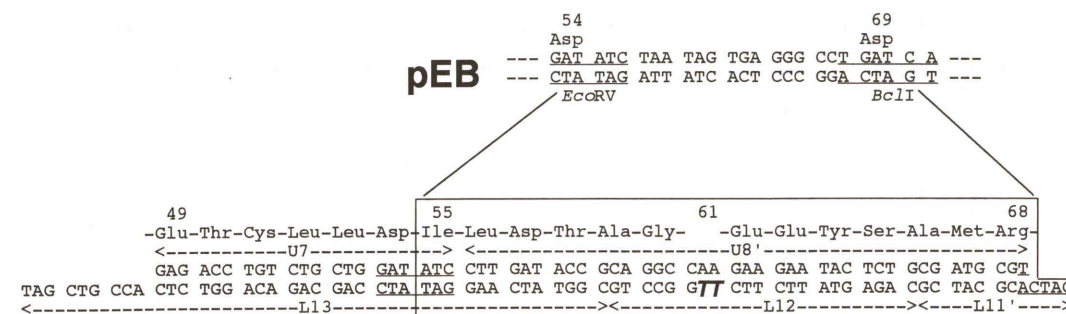 54 69
Asp Asp
--- GAT ATC TAA TAG TGA GGG CCT GAT C A ---
pEB
--- CTA TAG ATT ATC ACT CCC GGA CTAG T ---
EcoRV BclI
49 55 61 68
-Glu-Thr-Cys-Leu-Leu-Asp-Ile-Leu-Asp-Thr-Ala-Gly- -Glu-Glu-Tyr-Ser-Ala-Met-Arg-
<----------U7----------> <------------------U8'------------------>
GAG ACC TGT CTG CTG GAT ATC CTT GAT ACC GCA GGC CAA GAA GAA TAC TCT GCG ATG CGT
TAG CTG CCA CTC TGG ACA GAC GAC CTA TAG GAA CTA TGG CGT CCG GTT CTT CTT ATG AGA CGC TAC GCACTAG
<------------------L13------------------><----------L12----------><---L11'--->